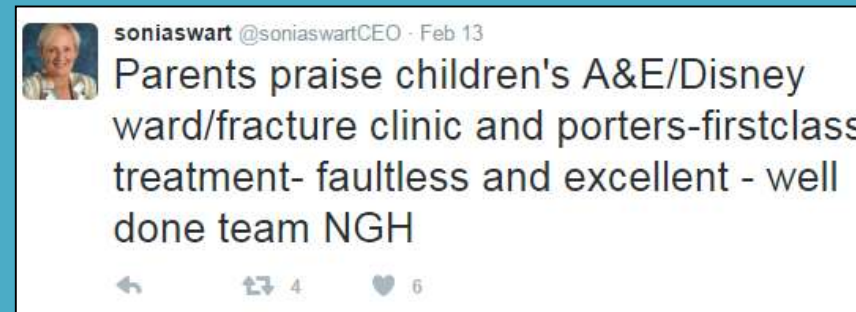 soniaswart @soniaswartCEO · Feb 13
Parents praise children's A&E/Disney
ward/fracture clinic and porters-firstclass
treatment- faultless and excellent - well
done team NGH
4 6